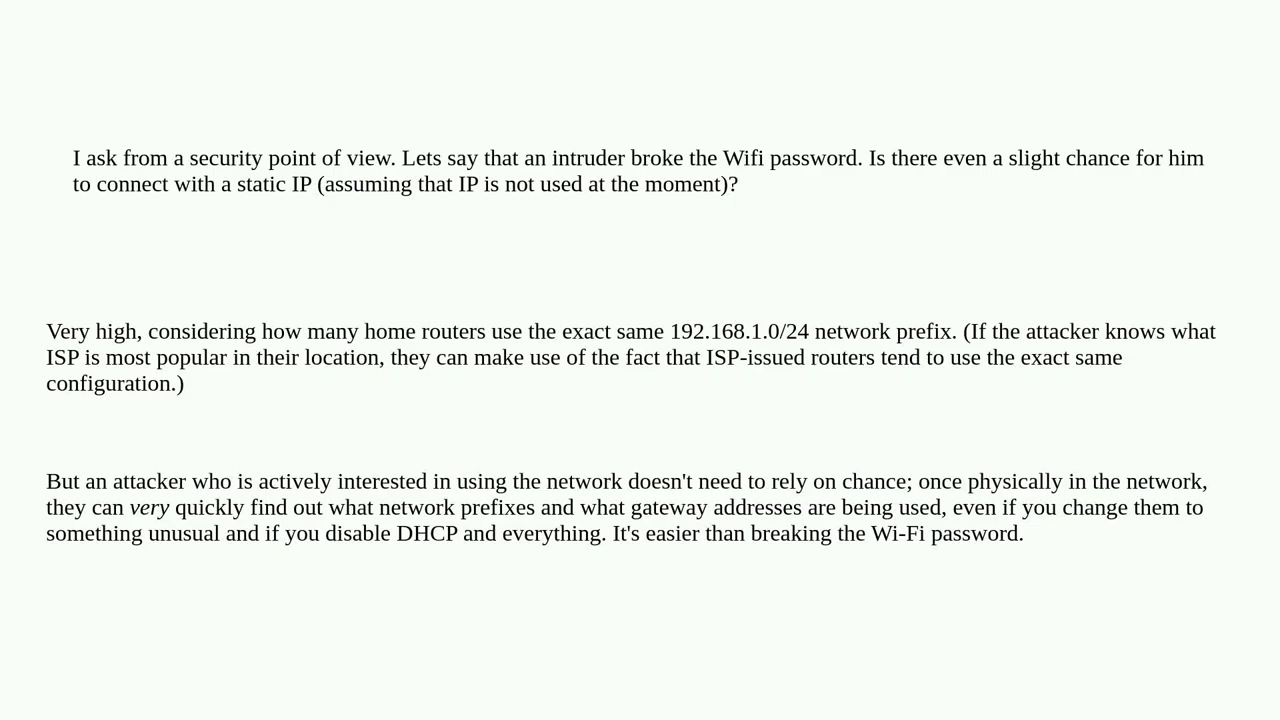 I ask from a security point of view. Lets say that an intruder broke the Wifi password. Is there even a slight chance for him
to connect with a static IP (assuming that IP is not used at the moment)?
Very high, considering how many home routers use the exact same 192.168.1.0/24 network prefix. (If the attacker knows what
ISP is most popular in their location, they can make use of the fact that ISP-issued routers tend to use the exact same
configuration.)
But an attacker who is actively interested in using the network doesn't need to rely on chance; once physically in the network,
they can very quickly find out what network prefixes and what gateway addresses are being used, even if you change them to
something unusual and if you disable DHCP and everything. It's easier than breaking the Wi-Fi password.